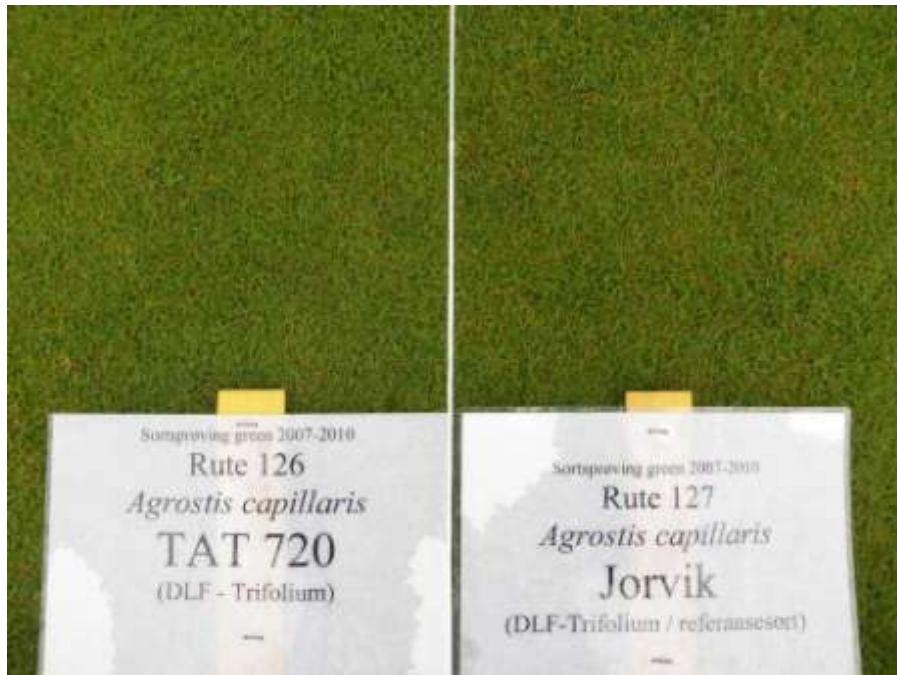 Sortsprøving green 2007-2010
Rute 126
Agrostis capillaris
TAT 720
(DLF - Trifolium)
Sortsprøving green 2007-2010
Rute 127
Agrostis capillaris
Jorvik
(DLF-Trifolium / referansesort)